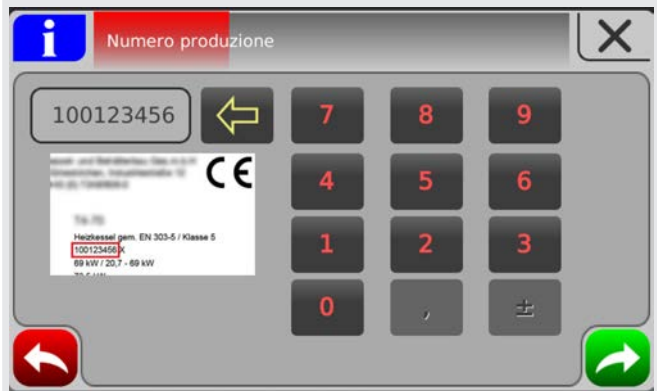 i
Numero produzione
100123456
7 8 9
CE
Heizkessel gem. EN 303-5 / Klasse 5
100123456 X
69 kW / 20,7 - 69 kW
4 5 6
1 2 3
0 , ±